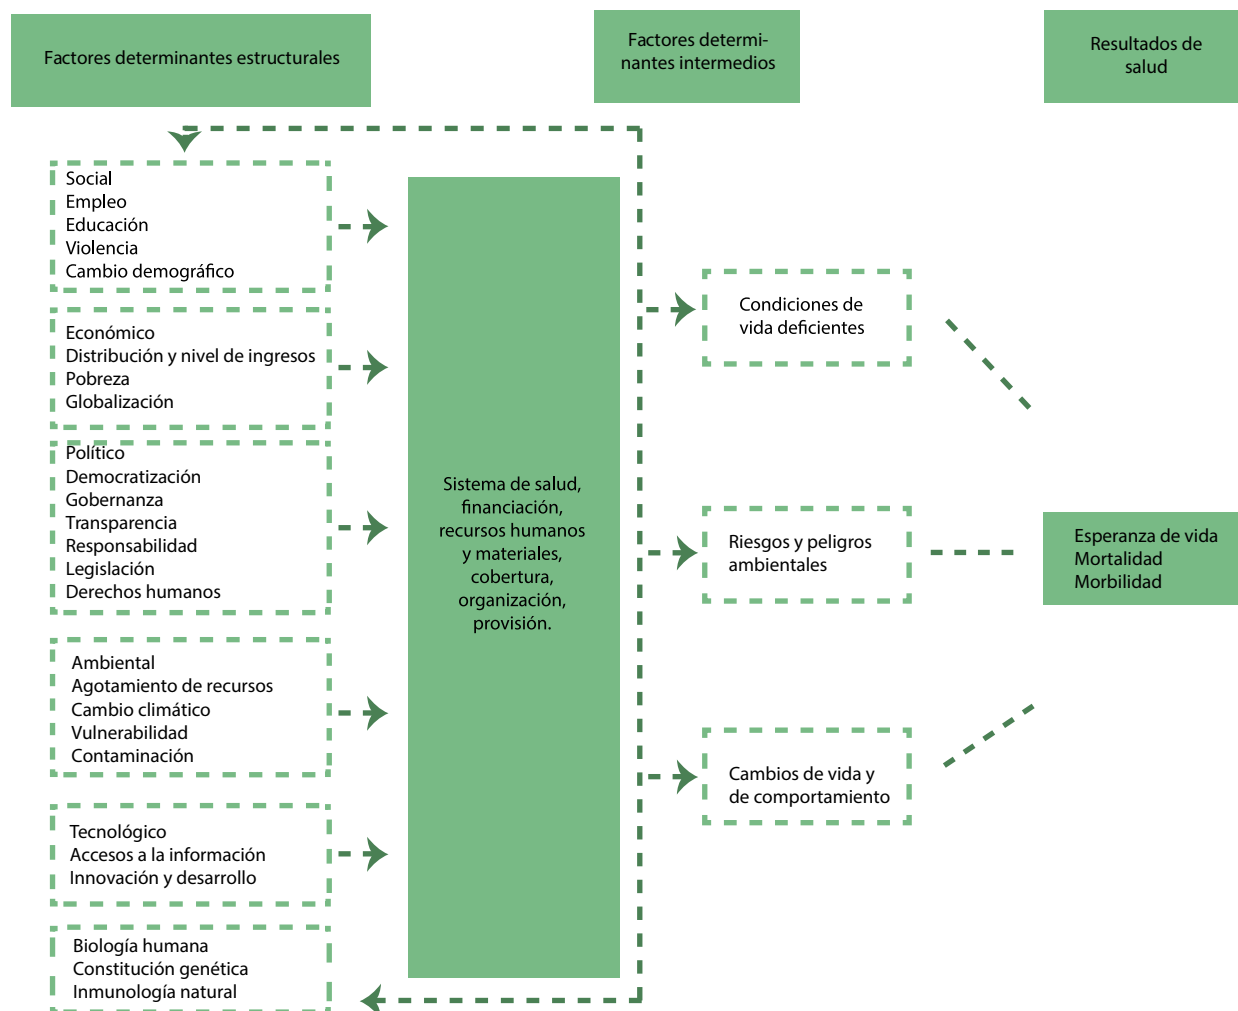 Factores determinantes estructurales
Factores determi-
nantes intermedios
Resultados de
salud
Social
Empleo
Educación
Violencia
Cambio demográfico
Económico
Distribución y nivel de ingresos
Pobreza
Globalización
Político
Democratización
Gobernanza
Transparencia
Responsabilidad
Legislación
Derechos humanos
Ambiental
Agotamiento de recursos
Cambio climático
Vulnerabilidad
Contaminación
Tecnológico
Accesos a la información
Innovación y desarrollo
Biología humana
Constitución genética
Inmunología natural
Sistema de salud,
financiación,
recursos humanos
y materiales,
cobertura,
organización,
provisión.
Condiciones de
vida deficientes
Riesgos y peligros
ambientales
Cambios de vida y
de comportamiento
Esperanza de vida
Mortalidad
Morbilidad